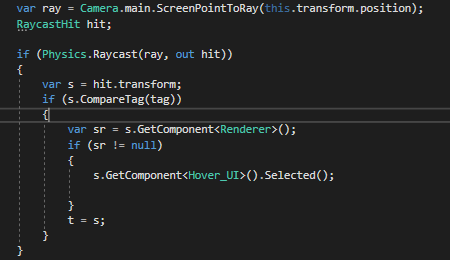 var ray = Camera.main.ScreenPointToRay(this.transform.position);
RaycastHit hit;
if (Physics.Raycast(ray, out hit))
{
var s = hit.transform;
if (s.CompareTag(tag))
{
var sr = s.GetComponent<Renderer>();
if (sr != null)
{
s.GetComponent<Hover_UI>().Selected();
}
t = s;
}
}